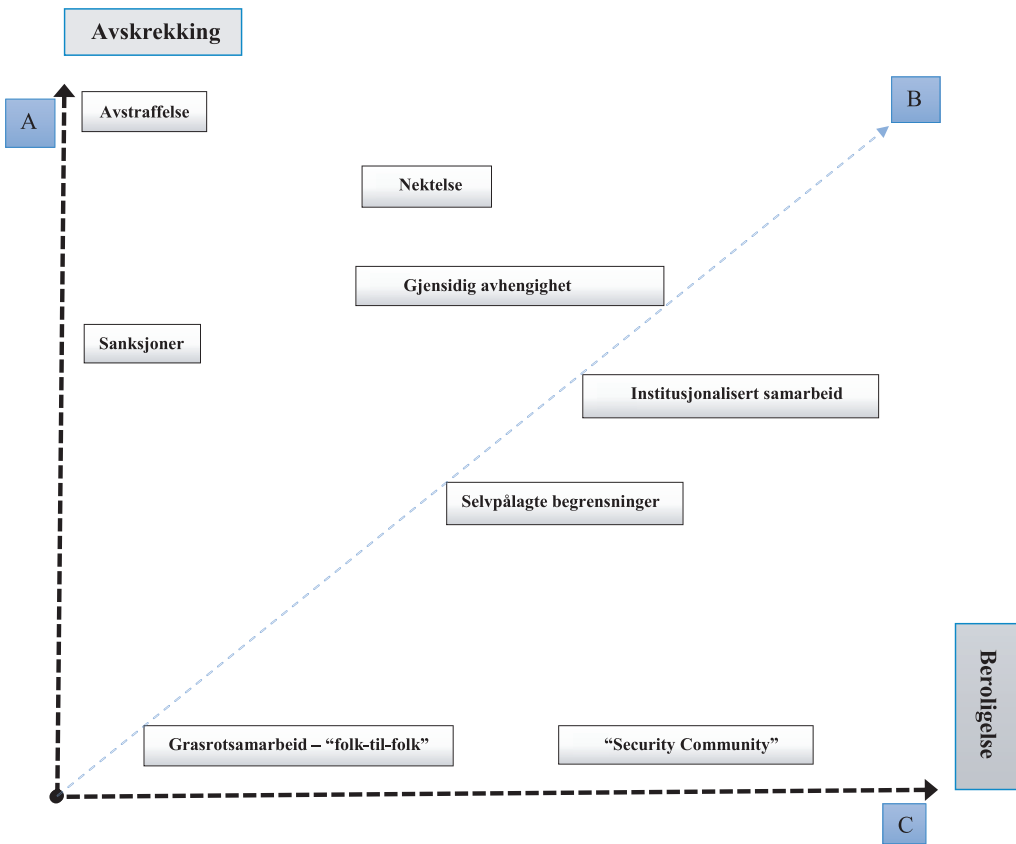 Avskrekking
A
Avstraffelse
B
Nektelse
Gjensidig avhengighet
Sanksjoner
Institusjonalisert samarbeid
Selvpålagte begrensninger
Beroligelse
Grasrotsamarbeid – “folk-til-folk”
“Security Community”
C